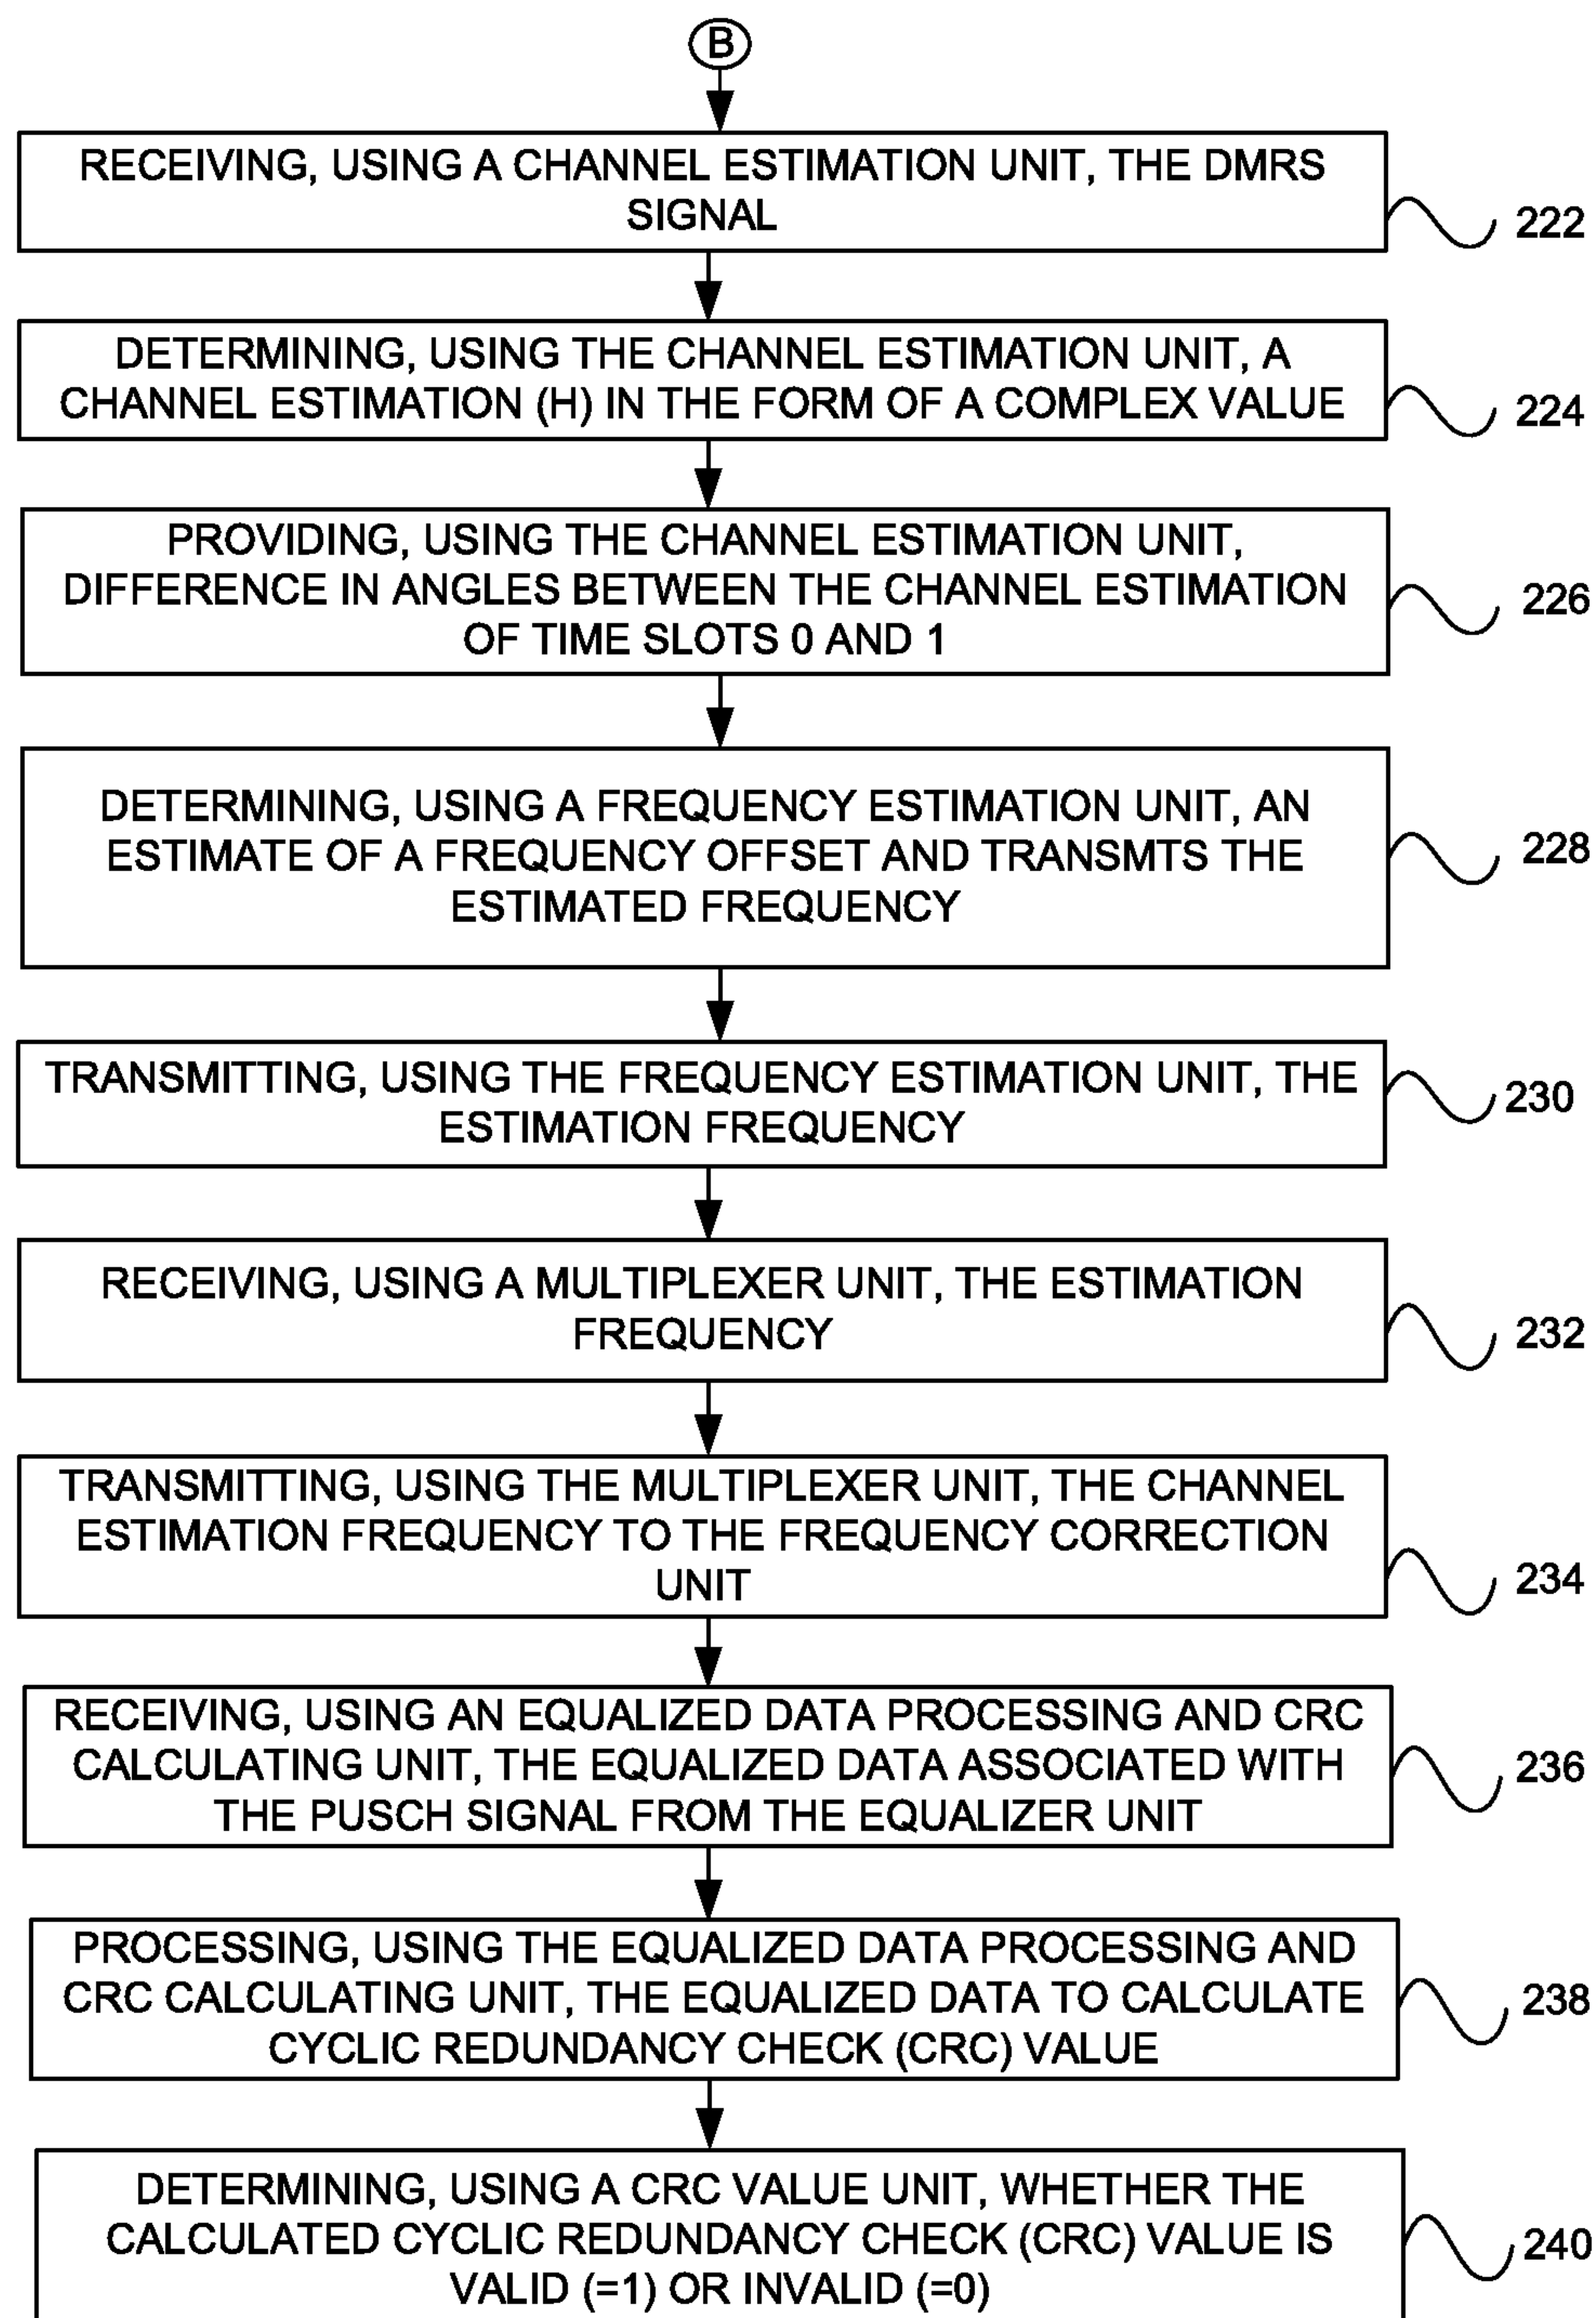 B
RECEIVING, USING A CHANNEL ESTIMATION UNIT, THE DMRS
SIGNAL
222
DETERMINING, USING THE CHANNEL ESTIMATION UNIT, A
CHANNEL ESTIMATION (H) IN THE FORM OF A COMPLEX VALUE
224
PROVIDING, USING THE CHANNEL ESTIMATION UNIT,
DIFFERENCE IN ANGLES BETWEEN THE CHANNEL ESTIMATION
OF TIME SLOTS 0 AND 1
226
DETERMINING, USING A FREQUENCY ESTIMATION UNIT, AN
ESTIMATE OF A FREQUENCY OFFSET AND TRANSMTS THE
ESTIMATED FREQUENCY
228
TRANSMITTING, USING THE FREQUENCY ESTIMATION UNIT, THE
ESTIMATION FREQUENCY
230
RECEIVING, USING A MULTIPLEXER UNIT, THE ESTIMATION
FREQUENCY
232
TRANSMITTING, USING THE MULTIPLEXER UNIT, THE CHANNEL
ESTIMATION FREQUENCY TO THE FREQUENCY CORRECTION
UNIT
234
RECEIVING, USING AN EQUALIZED DATA PROCESSING AND CRC
CALCULATING UNIT, THE EQUALIZED DATA ASSOCIATED WITH
THE PUSCH SIGNAL FROM THE EQUALIZER UNIT
236
PROCESSING, USING THE EQUALIZED DATA PROCESSING AND
CRC CALCULATING UNIT, THE EQUALIZED DATA TO CALCULATE
CYCLIC REDUNDANCY CHECK (CRC) VALUE
238
DETERMINING, USING A CRC VALUE UNIT, WHETHER THE
CALCULATED CYCLIC REDUNDANCY CHECK (CRC) VALUE IS
VALID (=1) OR INVALID (=0)
240